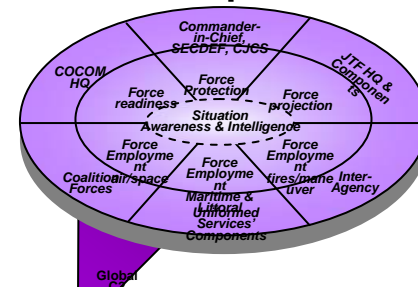 Commander-
in-Chief,
SECDEF, CJCS
COCOM
HQ
JTF HQ &
Componen
ts
Force
readiness
Force
Protection
Force
projection
Situation
Awareness & Intelligence
Force
Employme
nt
air/space
Force
Employme
nt
Maritime &
Littoral
Force
Employme
nt
fires/mane
uver
Coalition
Forces
Uniformed
Services'
Components
Inter-
Agency
Global